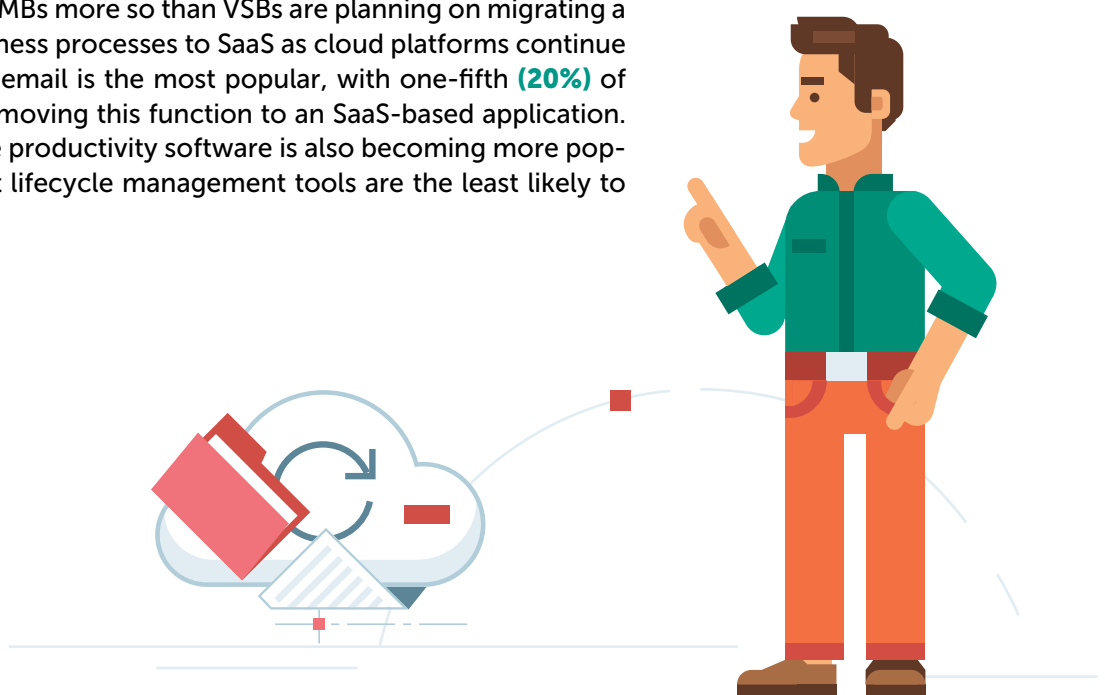 MBs more so than VSBs are planning on migrating a
ness processes to SaaS as cloud platforms continue
email is the most popular, with one-fifth (20%) of
moving this function to an SaaS-based application.
e productivity software is also becoming more pop-
t lifecycle management tools are the least likely to